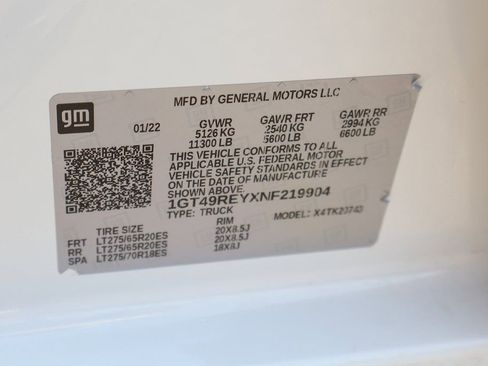 gm
MFD BY GENERAL MOTORS LLC
01/22 GVWR GAWR FRT GAWR RR
5126 KG 2540 KG 2994 KG
11300 LB 5600 LB 6600 LB
THIS VEHICLE CONFORMS TO ALL
APPLICABLE U.S. FEDERAL MOTOR
VEHICLE SAFETY STANDARDS IN EFFECT
ON THE DATE OF MANUFACTURE
SHOWN ABOVE.
1GT49REYXNF219904
TYPE: TRUCK MODEL: X4TK20743
TIRE SIZE RIM
FRT LT275/65R20ES 20X8.5J
RR LT275/65R20ES 20X8.5J
SPA LT275/70R18ES 18X8J